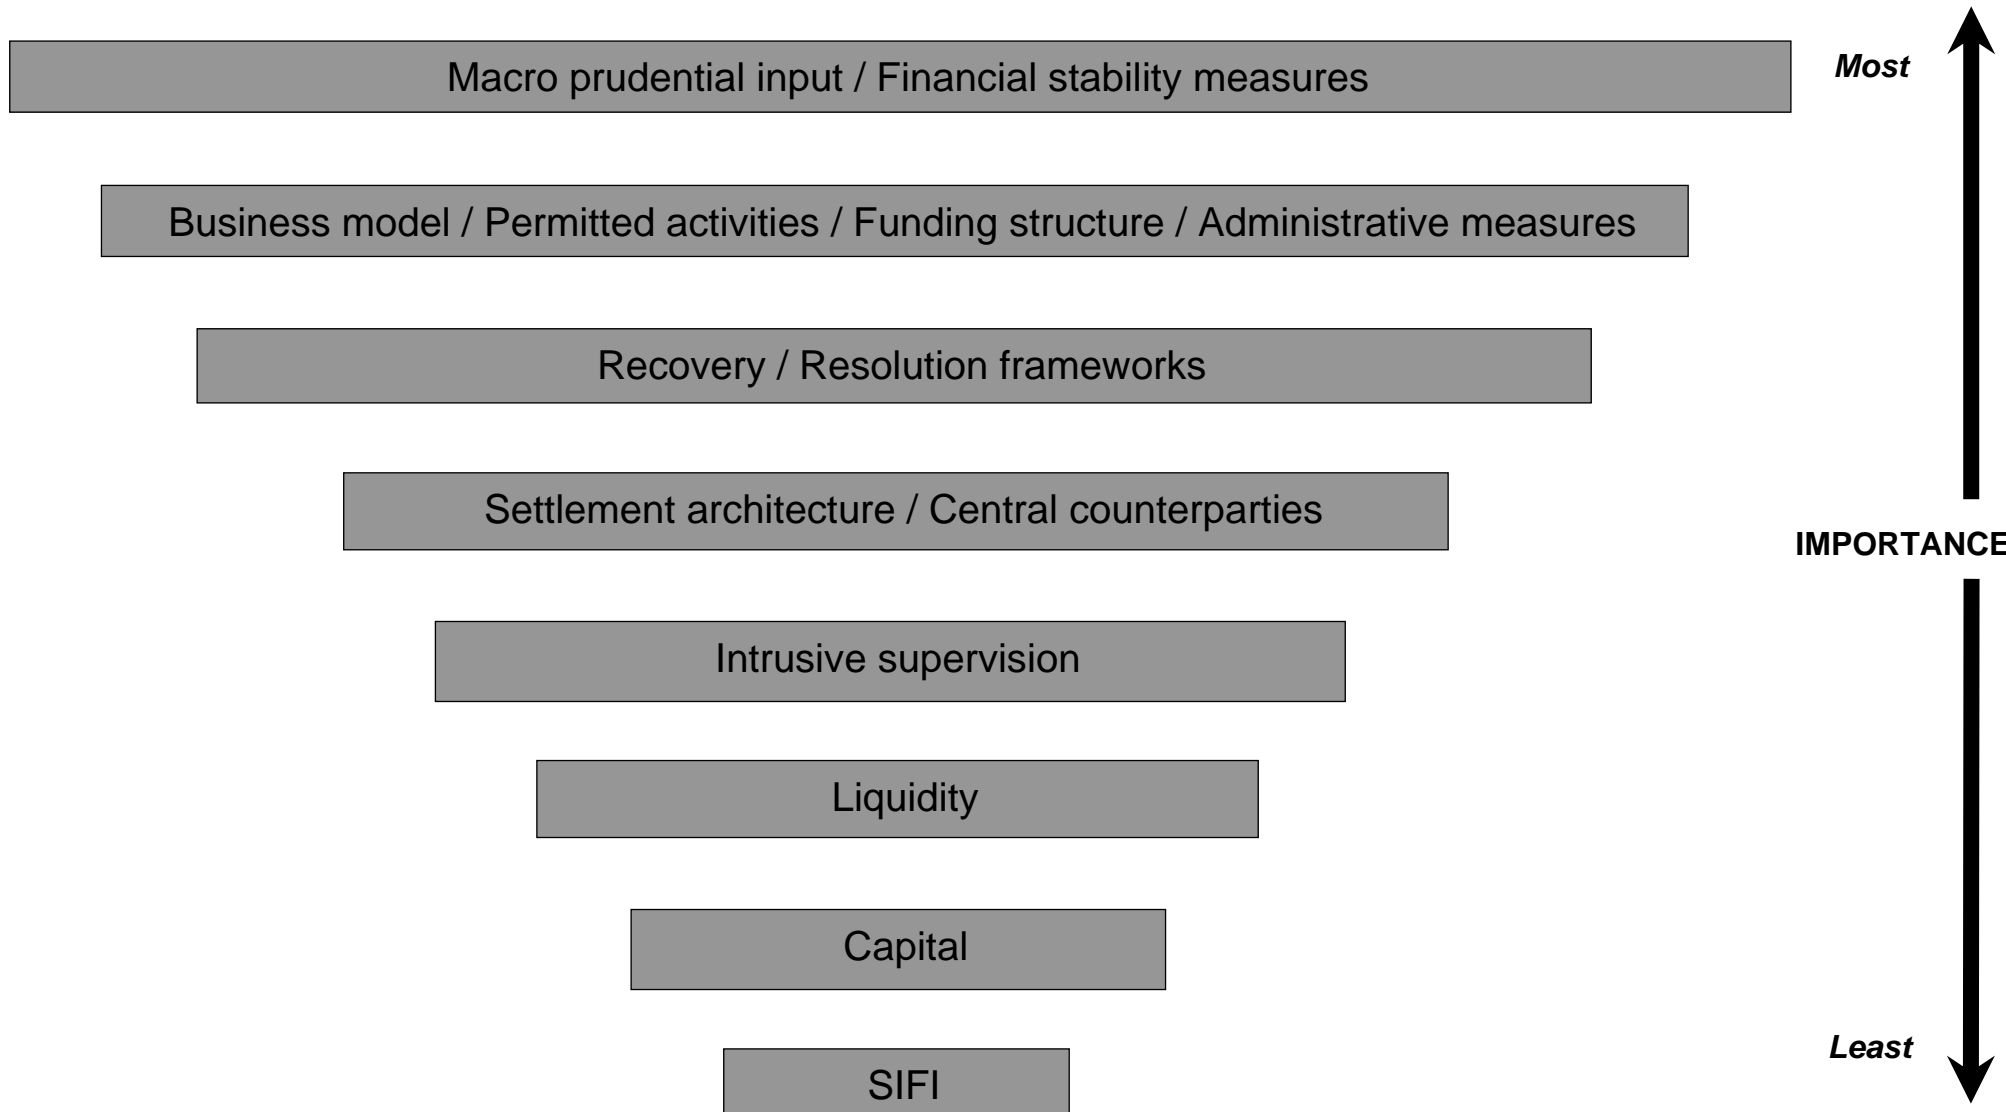 Macro prudential input / Financial stability measures
Most
Business model / Permitted activities / Funding structure / Administrative measures
Recovery / Resolution frameworks
Settlement architecture / Central counterparties
IMPORTANCE
Intrusive supervision
Liquidity
Capital
Least
SIFI